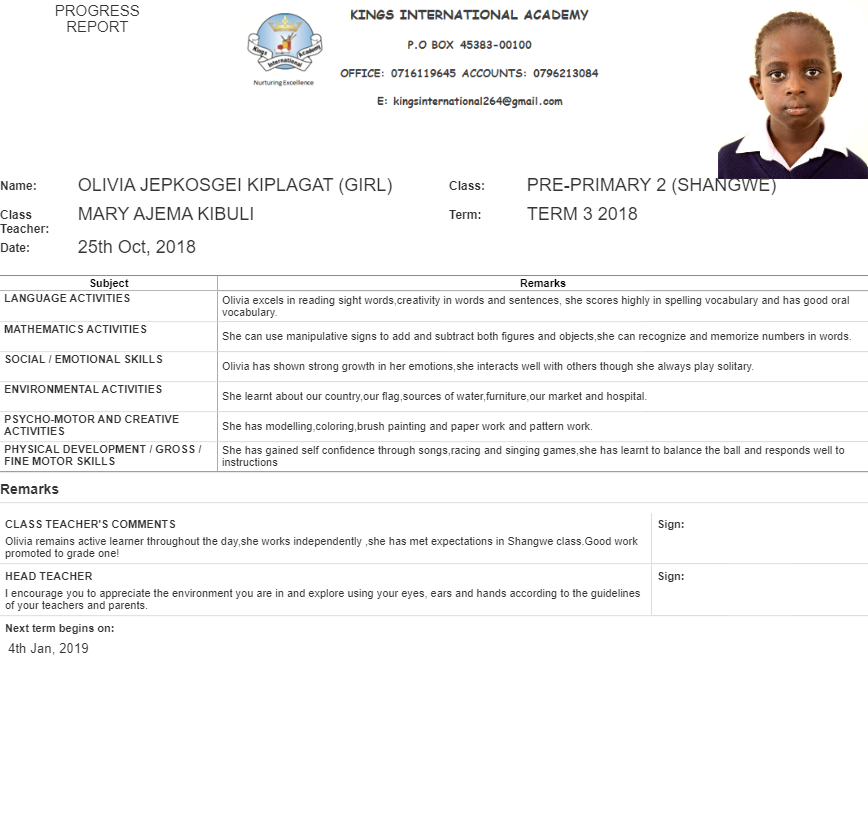 PROGRESS
REPORT
Kings Academy
International
Nurturing Excellence
KINGS INTERNATIONAL ACADEMY
P.O BOX 45383-00100
OFFICE: 0716119645 ACCOUNTS: 0796213084
E: kingsinternational264@gmail.com
Name: OLIVIA JEPKOSGEI KIPLAGAT (GIRL) Class: PRE-PRIMARY 2 (SHANGWE)
Class
Teacher: MARY AJEMA KIBULI Term: TERM 3 2018
Date: 25th Oct, 2018
Subject Remarks
LANGUAGE ACTIVITIES Olivia excels in reading sight words,creativity in words and sentences, she scores highly in spelling vocabulary and has good oral
vocabulary.
MATHEMATICS ACTIVITIES She can use manipulative signs to add and subtract both figures and objects,she can recognize and memorize numbers in words.
SOCIAL / EMOTIONAL SKILLS Olivia has shown strong growth in her emotions,she interacts well with others though she always play solitary.
ENVIRONMENTAL ACTIVITIES She learnt about our country,our flag,sources of water,furniture,our market and hospital.
PSYCHO-MOTOR AND CREATIVE
ACTIVITIES She has modelling,coloring,brush painting and paper work and pattern work.
PHYSICAL DEVELOPMENT / GROSS / She has gained self confidence through songs,racing and singing games,she has learnt to balance the ball and responds well to
FINE MOTOR SKILLS instructions
Remarks
CLASS TEACHER'S COMMENTS Sign:
Olivia remains active learner throughout the day,she works independently ,she has met expectations in Shangwe class.Good work
promoted to grade one!
HEAD TEACHER Sign:
I encourage you to appreciate the environment you are in and explore using your eyes, ears and hands according to the guidelines
of your teachers and parents.
Next term begins on:
4th Jan, 2019